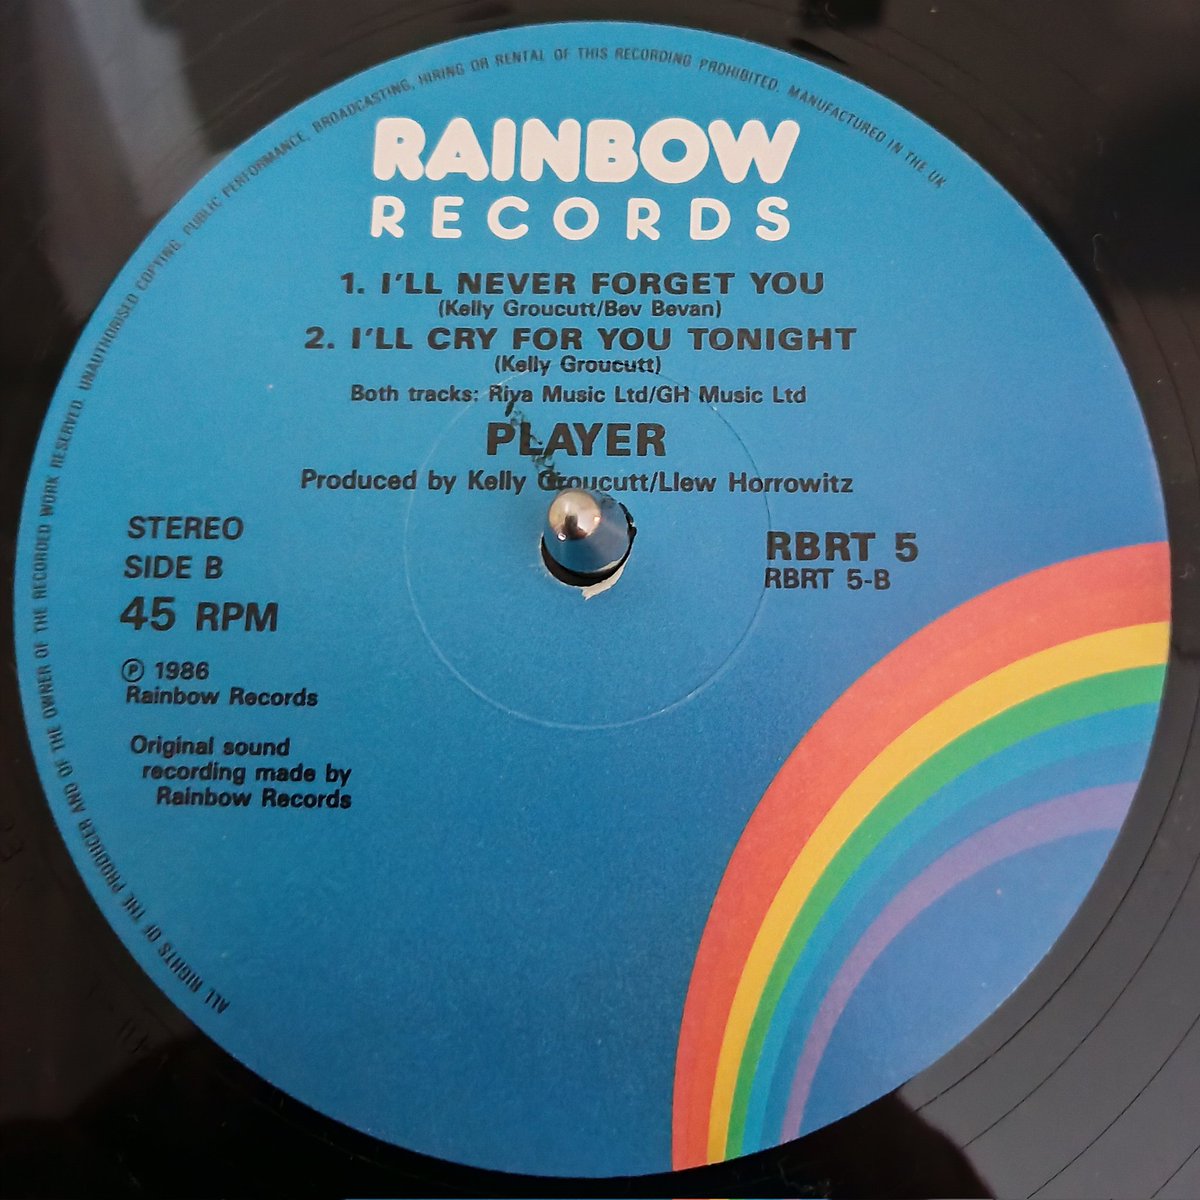 ALL RIGHTS OF THE PRODUCER AND OF THE OWNER OF THE RECORDED WORK RESERVED. UNAUTHORISED COPYING, PUBLIC PERFORMANCE, BROADCASTING, HIRING OR RENTAL OF THIS RECORDING PROHIBITED. MANUFACTURED IN THE UK
RAINBOW
RECORDS
1. I'LL NEVER FORGET YOU
(Kelly Groucutt/Bev Bevan)
2. I'LL CRY FOR YOU TONIGHT
(Kelly Groucutt)
Both tracks: Riya Music Ltd/GH Music Ltd
PLAYER
Produced by Kelly Groucutt/Llew Horrowitz
STEREO
SIDE B
45 RPM
RBRT 5
RBRT 5-B
Ⓟ 1986
Rainbow Records
Original sound
recording made by
Rainbow Records